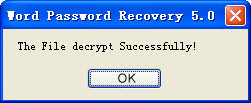 Word Password Recovery 5.0
The File decrypt Successfully!
OK